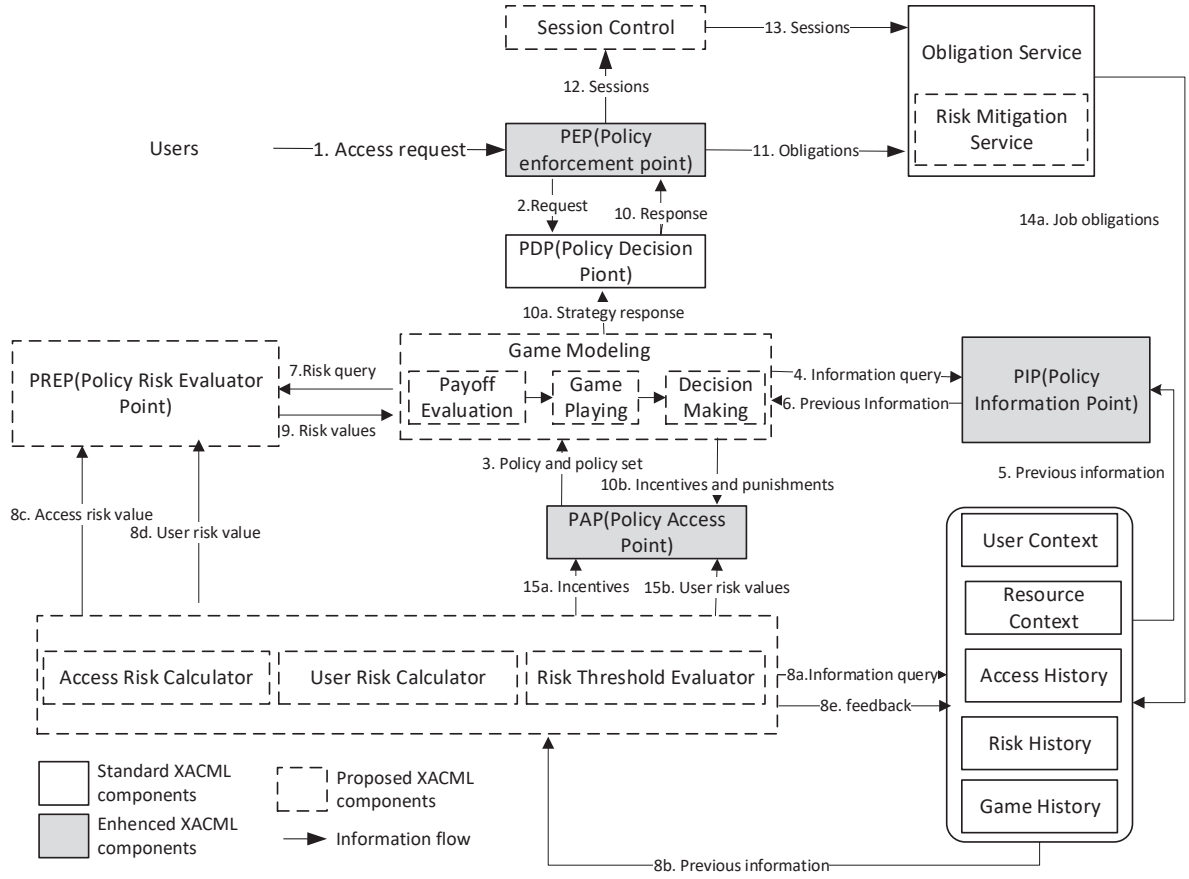 Session Control
13. Sessions
Obligation Service
12. Sessions
Risk Mitigation
Service
Users
1. Access request
PEP(Policy
enforcement point)
11. Obligations
2.Request
10. Response
14a. Job obligations
PDP(Policy Decision
Piont)
10a. Strategy response
Game Modeling
PREP(Policy Risk Evaluator
Point)
7.Risk query
9. Risk values
Payoff
Evaluation
Game
Playing
Decision
Making
4. Information query
6. Previous Information
PIP(Policy
Information Point)
3. Policy and policy set
10b. Incentives and punishments
5. Previous information
8c. Access risk value
8d. User risk value
PAP(Policy Access
Point)
15a. Incentives
15b. User risk values
User Context
Resource
Context
Access History
Risk History
Game History
Access Risk Calculator
User Risk Calculator
Risk Threshold Evaluator
8a.Information query
8e. feedback
Standard XACML
components
Proposed XACML
components
Enhenced XACML
components
Information flow
8b. Previous information